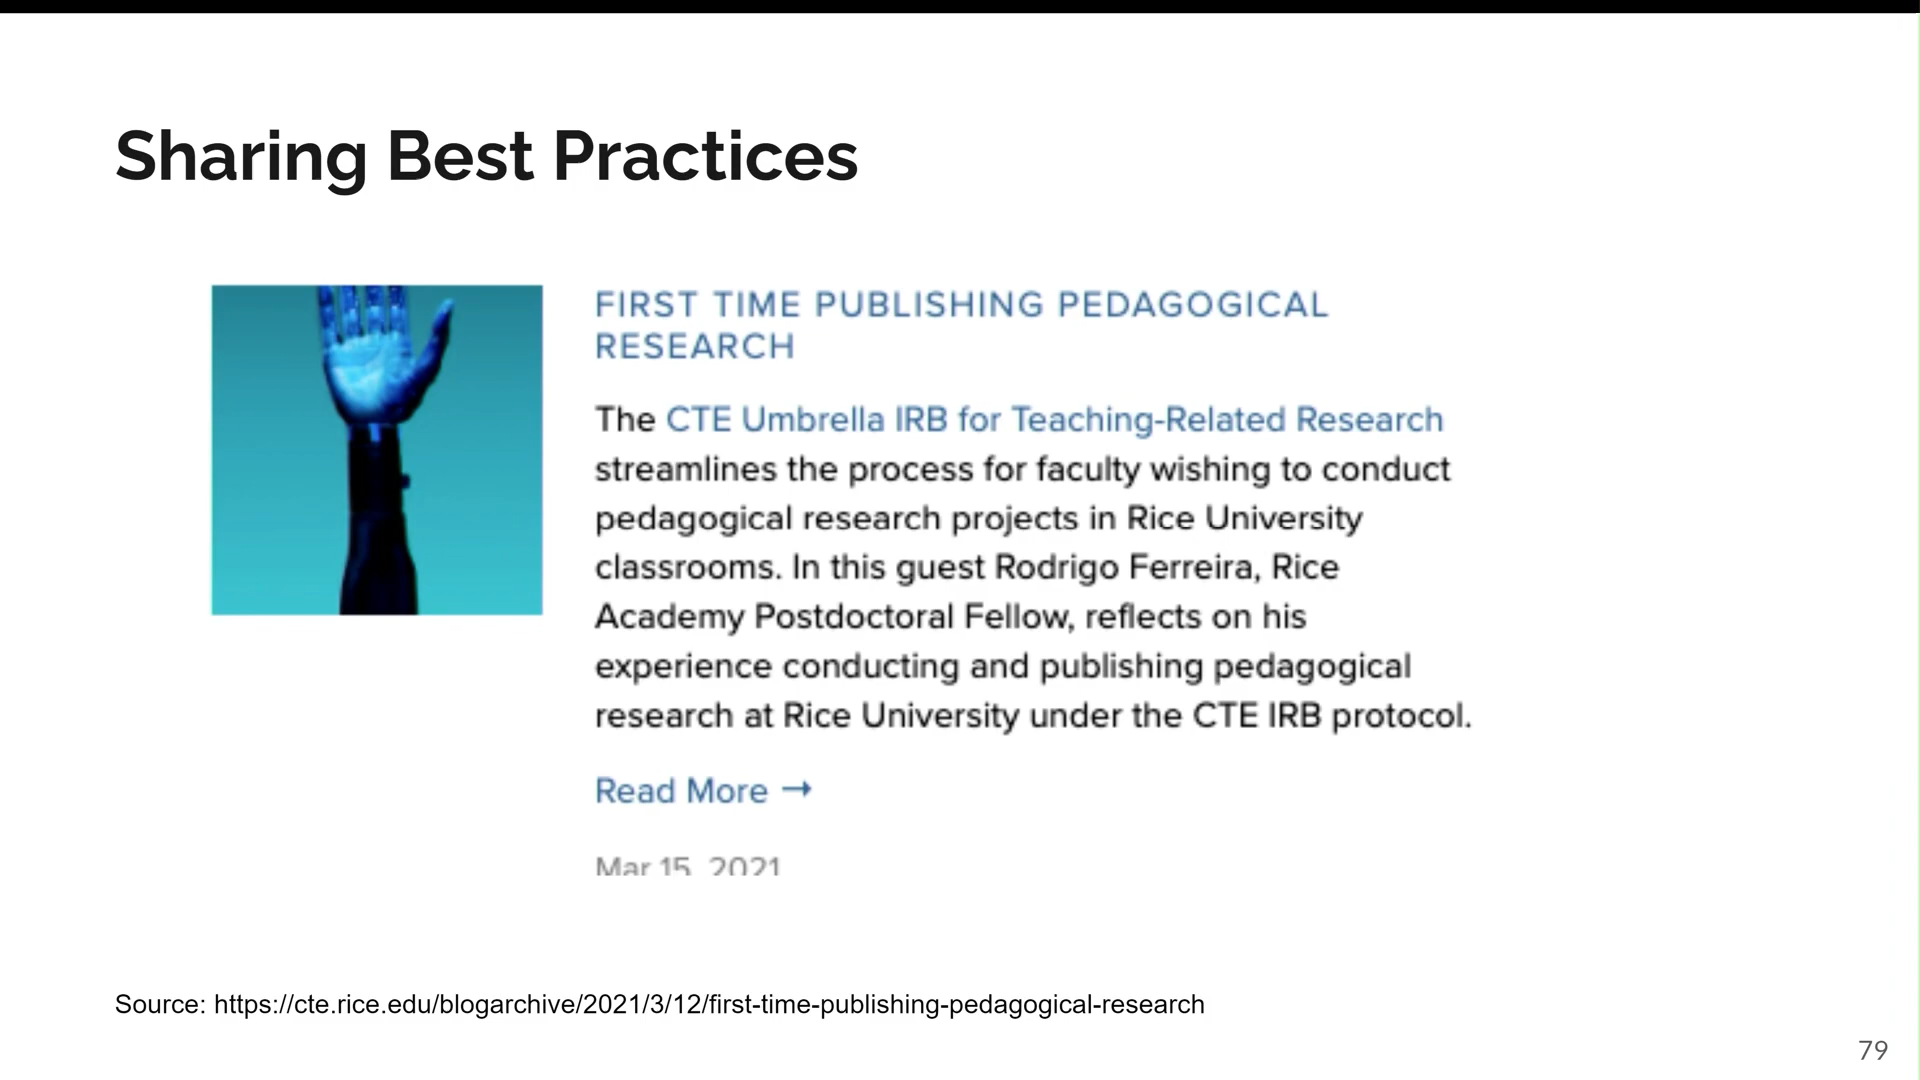 Sharing Best Practices
FIRST TIME PUBLISHING PEDAGOGICAL
RESEARCH
The CTE Umbrella IRB for Teaching-Related Research
streamlines the process for faculty wishing to conduct
pedagogical research projects in Rice University
classrooms. In this guest Rodrigo Ferreira, Rice
Academy Postdoctoral Fellow, reflects on his
experience conducting and publishing pedagogical
research at Rice University under the CTE IRB protocol.
Read More →
Mar 15, 2021
Source: https://cte.rice.edu/blogarchive/2021/3/12/first-time-publishing-pedagogical-research
79